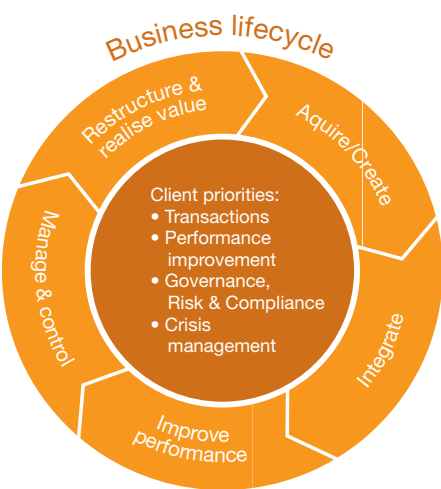 Business lifecycle
Restructure &
realise value
Aquire/Create
Integrate
Improve
performance
Manage & control
Client priorities:
• Transactions
• Performance
improvement
• Governance,
Risk & Compliance
• Crisis
management